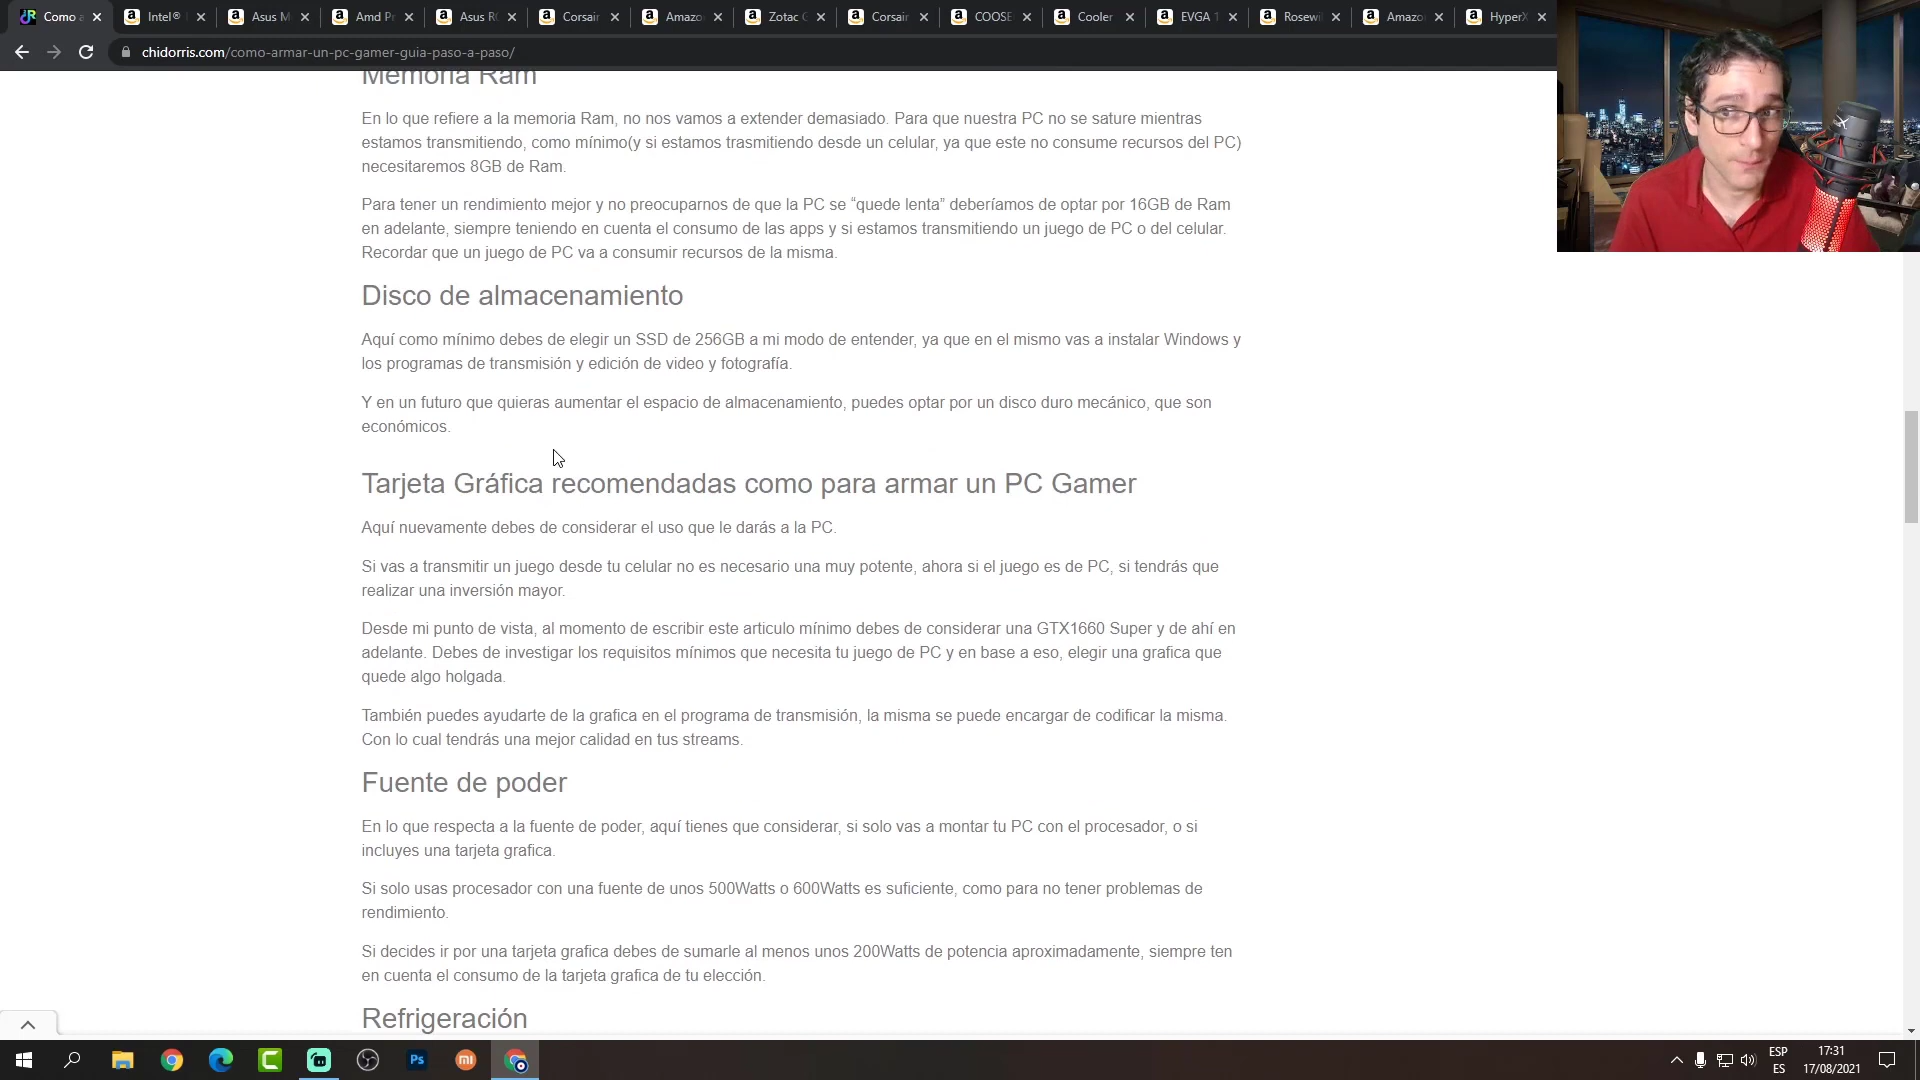 Como a
Intel®
Asus M
Amd Pr
Asus RO
Corsair
Amazo
Zotac G
Corsair
COOSE
Cooler
EVGA 1
Rosewi
Amazo
HyperX
chidorris.com/como-armar-un-pc-gamer-guia-paso-a-paso/
Memoria Ram
En lo que refiere a la memoria Ram, no nos vamos a extender demasiado. Para que nuestra PC no se sature mientras
estamos transmitiendo, como mínimo(y si estamos trasmitiendo desde un celular, ya que este no consume recursos del PC)
necesitaremos 8GB de Ram.
Para tener un rendimiento mejor y no preocuparnos de que la PC se “quede lenta” deberíamos de optar por 16GB de Ram
en adelante, siempre teniendo en cuenta el consumo de las apps y si estamos transmitiendo un juego de PC o del celular.
Recordar que un juego de PC va a consumir recursos de la misma.
Disco de almacenamiento
Aquí como mínimo debes de elegir un SSD de 256GB a mi modo de entender, ya que en el mismo vas a instalar Windows y
los programas de transmisión y edición de video y fotografía.
Y en un futuro que quieras aumentar el espacio de almacenamiento, puedes optar por un disco duro mecánico, que son
económicos.
Tarjeta Gráfica recomendadas como para armar un PC Gamer
Aquí nuevamente debes de considerar el uso que le darás a la PC.
Si vas a transmitir un juego desde tu celular no es necesario una muy potente, ahora si el juego es de PC, si tendrás que
realizar una inversión mayor.
Desde mi punto de vista, al momento de escribir este articulo mínimo debes de considerar una GTX1660 Super y de ahí en
adelante. Debes de investigar los requisitos mínimos que necesita tu juego de PC y en base a eso, elegir una grafica que
quede algo holgada.
También puedes ayudarte de la grafica en el programa de transmisión, la misma se puede encargar de codificar la misma.
Con lo cual tendrás una mejor calidad en tus streams.
Fuente de poder
En lo que respecta a la fuente de poder, aquí tienes que considerar, si solo vas a montar tu PC con el procesador, o si
incluyes una tarjeta grafica.
Si solo usas procesador con una fuente de unos 500Watts o 600Watts es suficiente, como para no tener problemas de
rendimiento.
Si decides ir por una tarjeta grafica debes de sumarle al menos unos 200Watts de potencia aproximadamente, siempre ten
en cuenta el consumo de la tarjeta grafica de tu elección.
Refrigeración
Ps
ESP
ES
17:31
17/08/2021